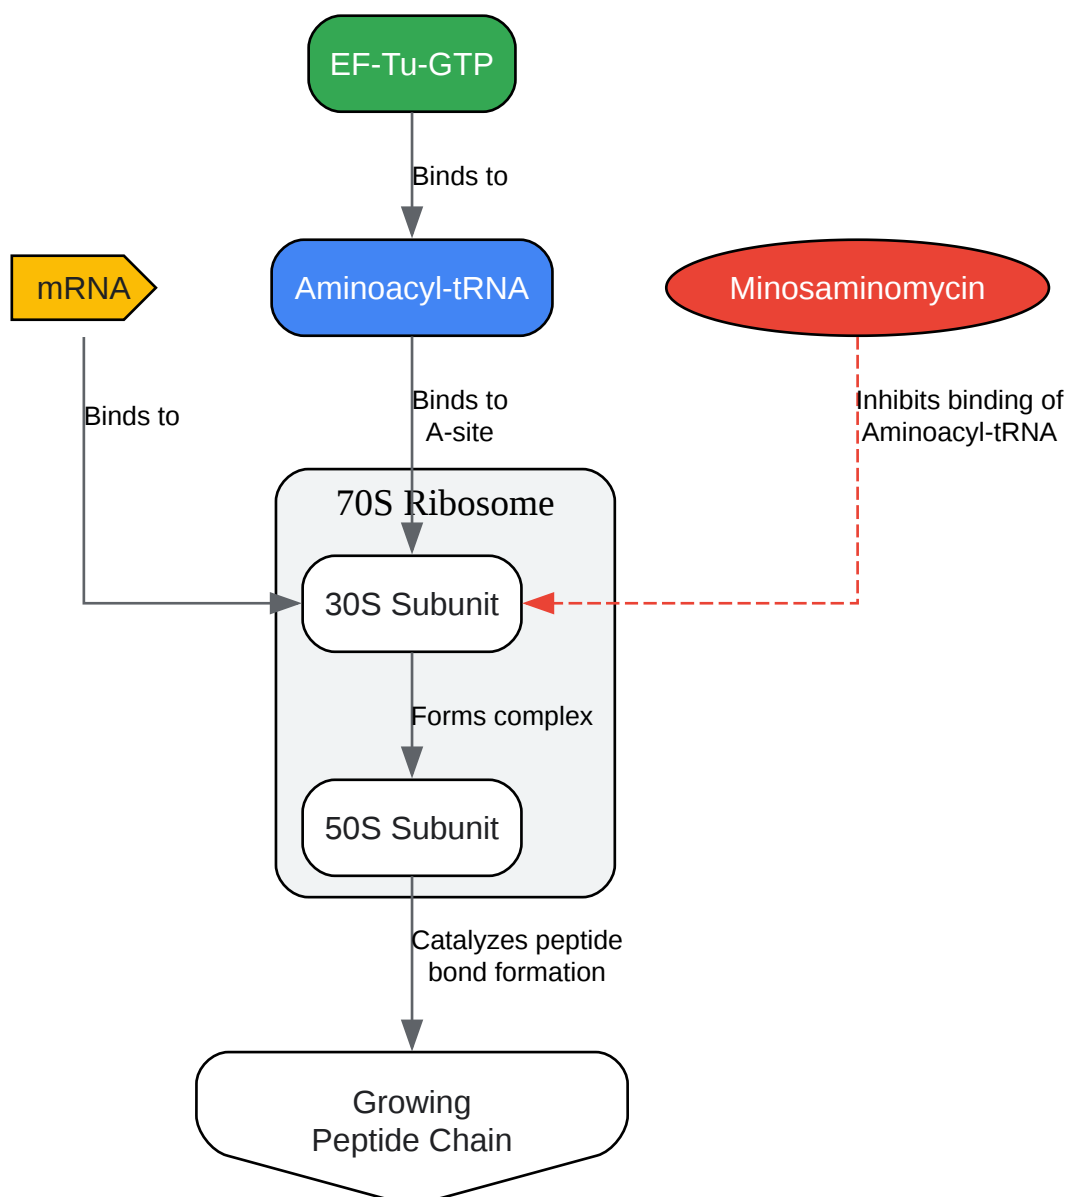 EF-Tu-GTP
Binds to
mRNA
Aminoacyl-tRNA
Minosaminomycin
Binds to
Binds to
A-site
Inhibits binding of
Aminoacyl-tRNA
70S Ribosome
30S Subunit
Forms complex
50S Subunit
Catalyzes peptide
bond formation
Growing
Peptide Chain